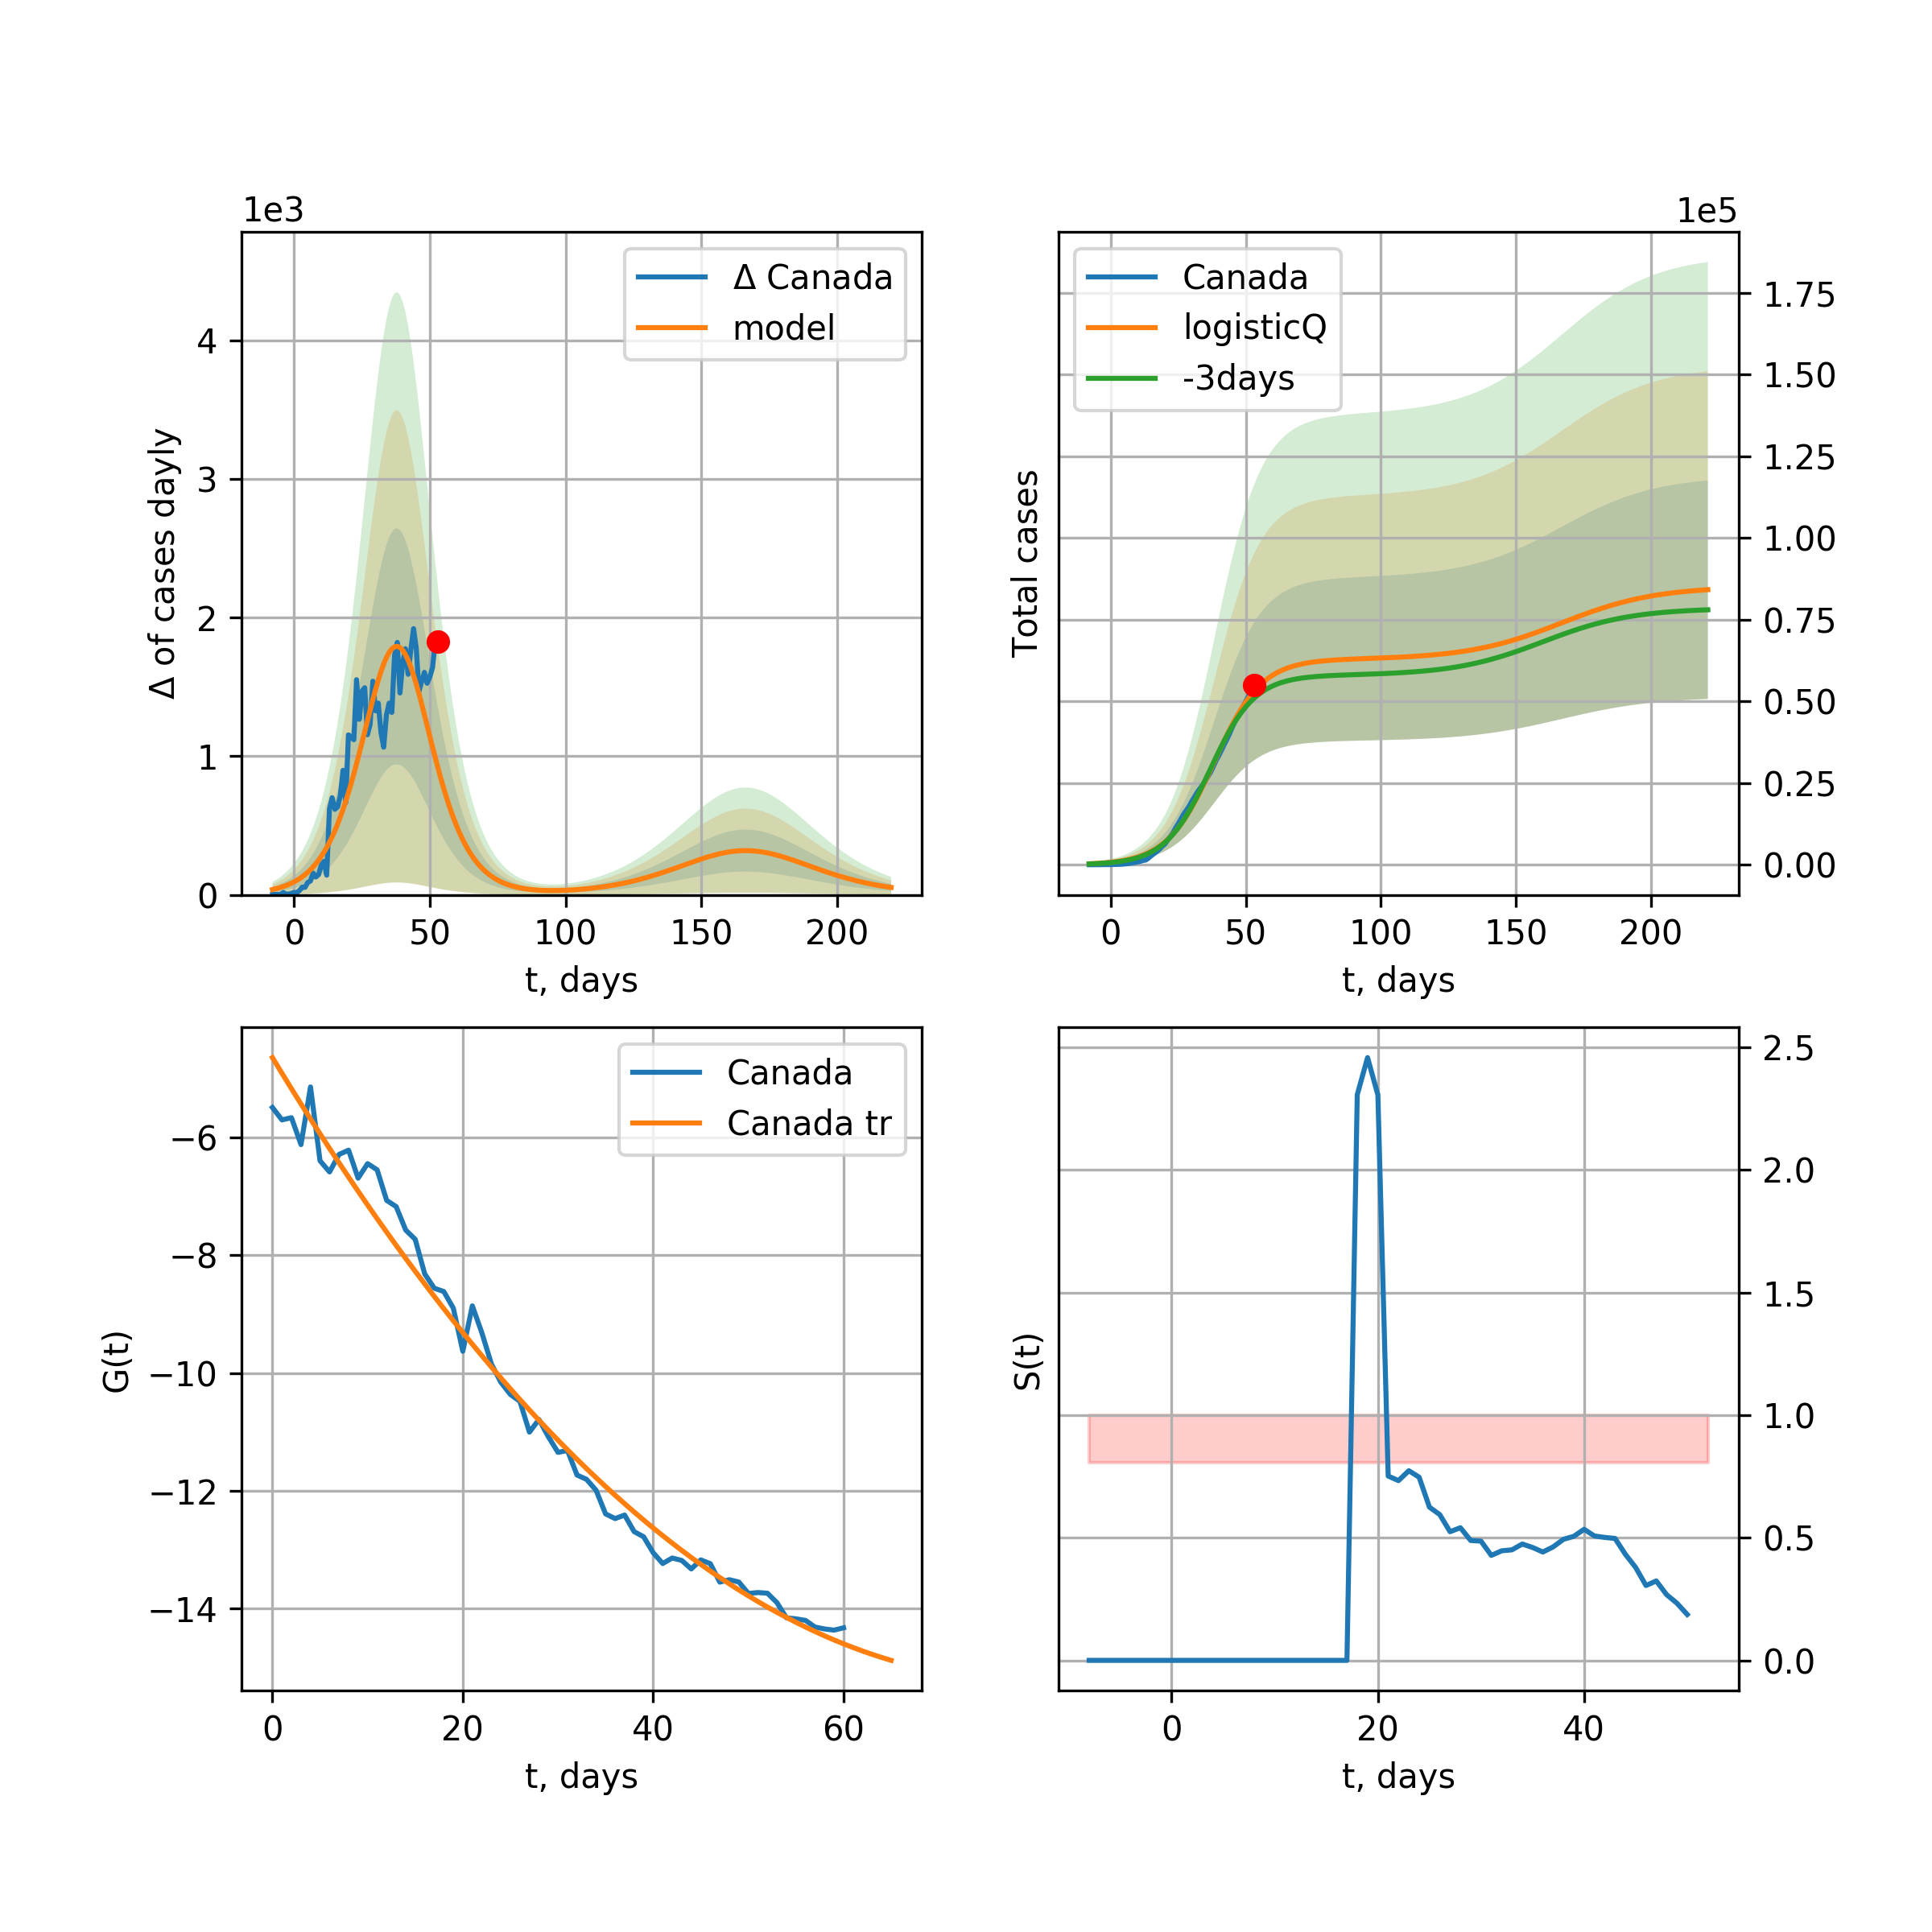 1e3
Δ of cases dayly
4
3
2
1
0
Δ Canada
model
0 50 100 150 200
t, days
1e5
Total cases
Canada
logisticQ
-3days
1.75
1.50
1.25
1.00
0.75
0.50
0.25
0.00
0 50 100 150 200
t, days
G(t)
−6
−8
−10
−12
−14
Canada
Canada tr
0 20 40 60
t, days
S(t)
2.5
2.0
1.5
1.0
0.5
0.0
0 20 40
t, days